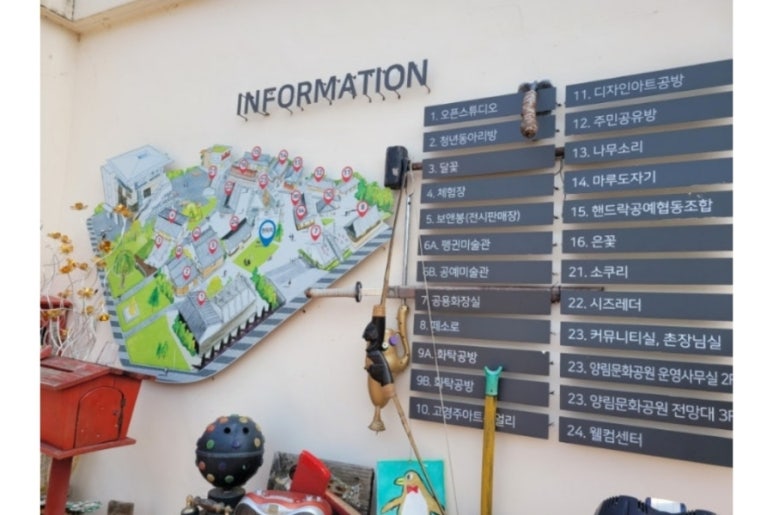 INFORMATION
1. 오픈스튜디오
2. 청년동아리방
3. 달꽃
4. 체험장
5. 보앤봉(전시판매장)
6A. 팽권미술관
6B. 공예미술관
7. 공용화장실
8. 떼소로
9A. 화탁공방
9B. 화탁공방
10. 고경주아트
11. 디자인아트공방
12. 주민공유방
13. 나무소리
14. 마루도자기
15. 핸드락공예협동조합
16. 은꽃
21. 소쿠리
22. 시즈레더
23. 커뮤니티실, 촌장님실
23. 양림문화공원 운영사무실 2F
23. 양림문화공원 전망대 3F
24. 웰컴센터